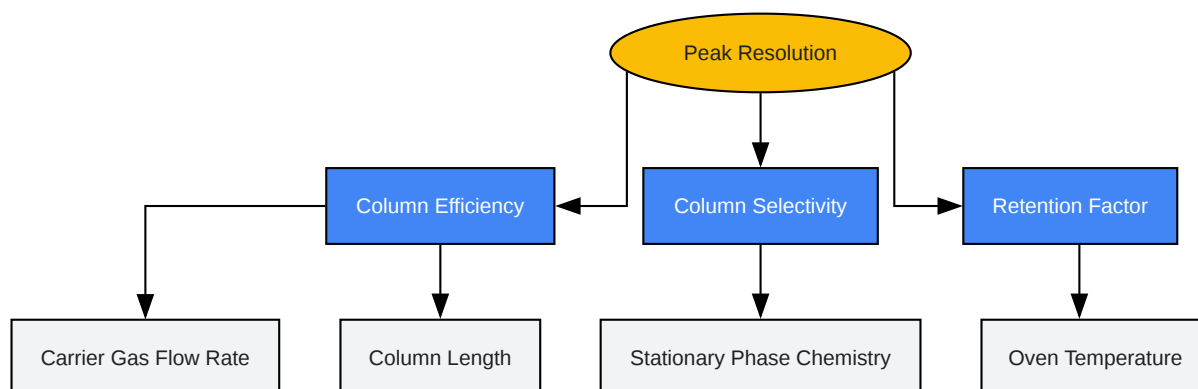 Peak Resolution
Column Efficiency
Column Selectivity
Retention Factor
Carrier Gas Flow Rate
Column Length
Stationary Phase Chemistry
Oven Temperature